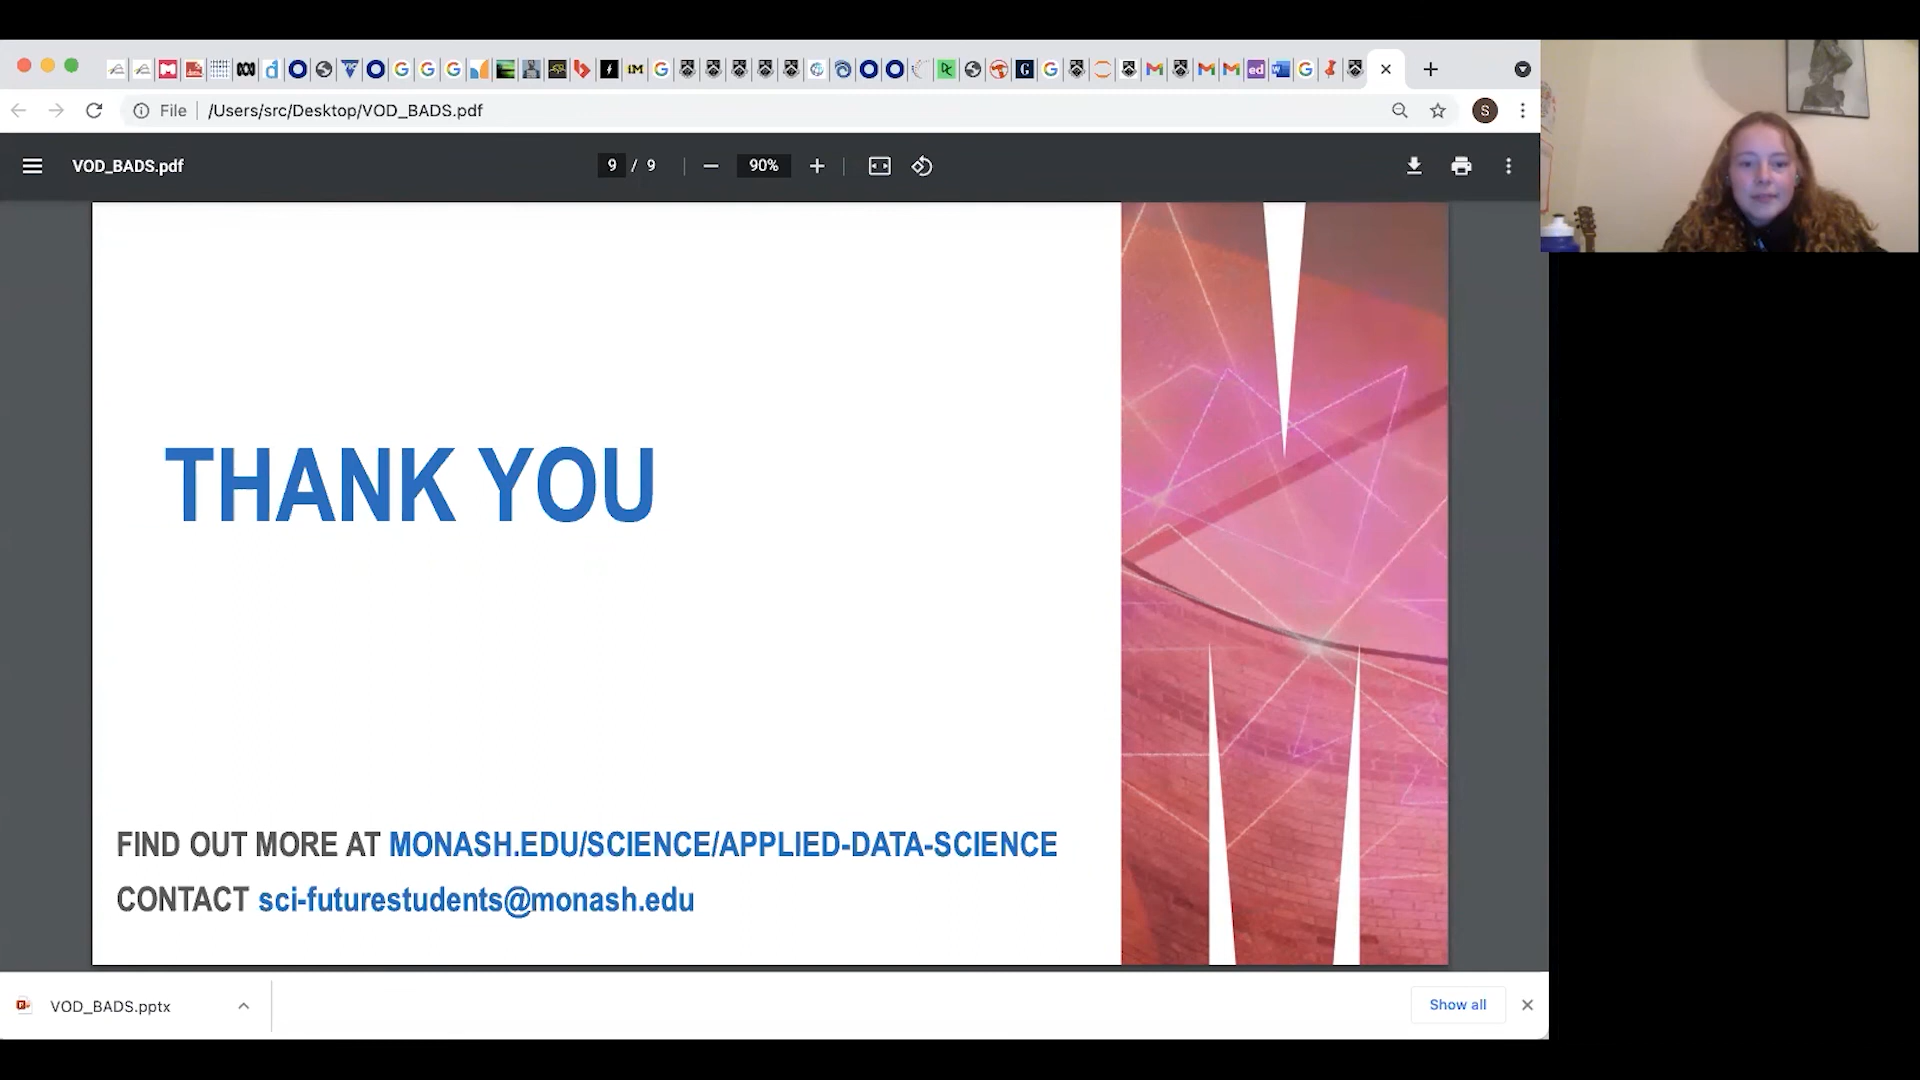 File
/Users/src/Desktop/VOD_BADS.pdf
S
VOD_BADS.pdf
9 / 9
90%
THANK YOU
FIND OUT MORE AT MONASH.EDU/SCIENCE/APPLIED-DATA-SCIENCE
CONTACT sci-futurestudents@monash.edu
VOD_BADS.pptx
Show all